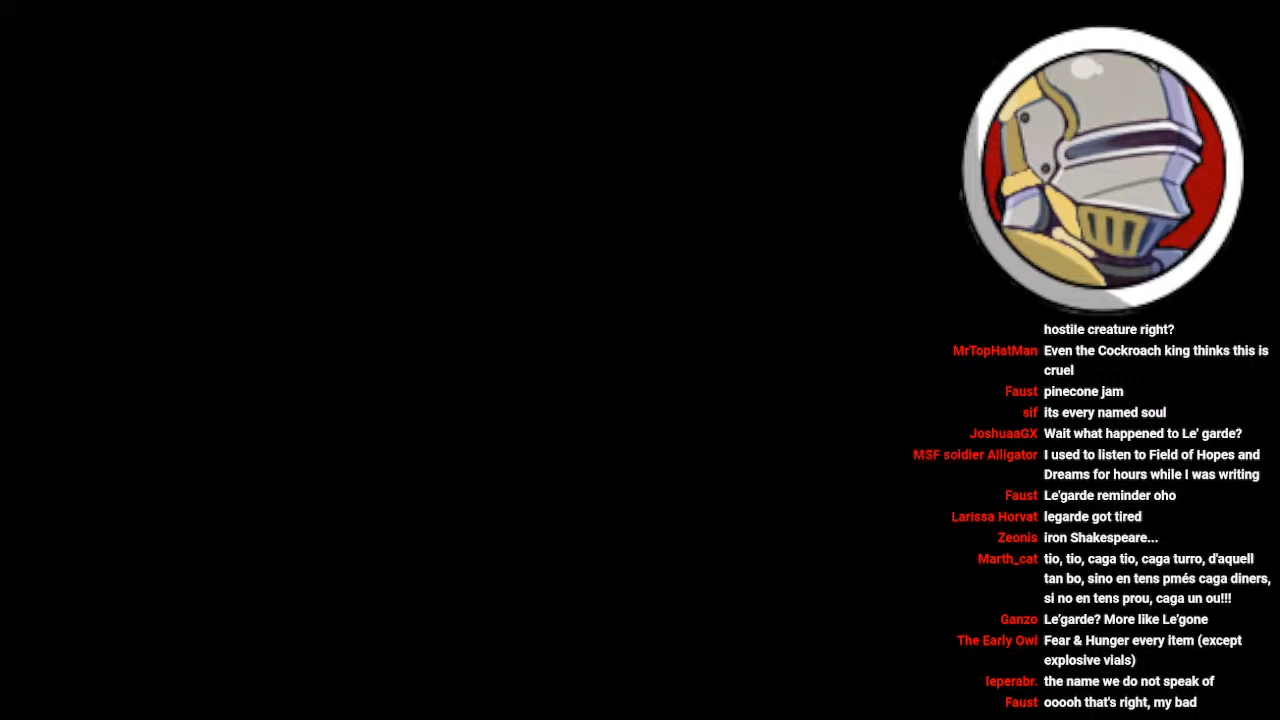 hostile creature right?
MrTopHatMan Even the Cockroach king thinks this is
cruel
Faust pinecone jam
sif its every named soul
JoshuaaGX Wait what happened to Le' garde?
MSF soldier Alligator I used to listen to Field of Hopes and
Dreams for hours while I was writing
Faust Le'garde reminder oho
Larissa Horvat legarde got tired
Zeonis iron Shakespeare...
Marth_cat tio, tio, caga tio, caga turro, d'aquell
tan bo, sino en tens pmés caga diners,
si no en tens prou, caga un ou!!!
Ganzo Le'garde? More like Le'gone
The Early Owl Fear & Hunger every item (except
explosive vials)
leperabr. the name we do not speak of
Faust ooooh that's right, my bad